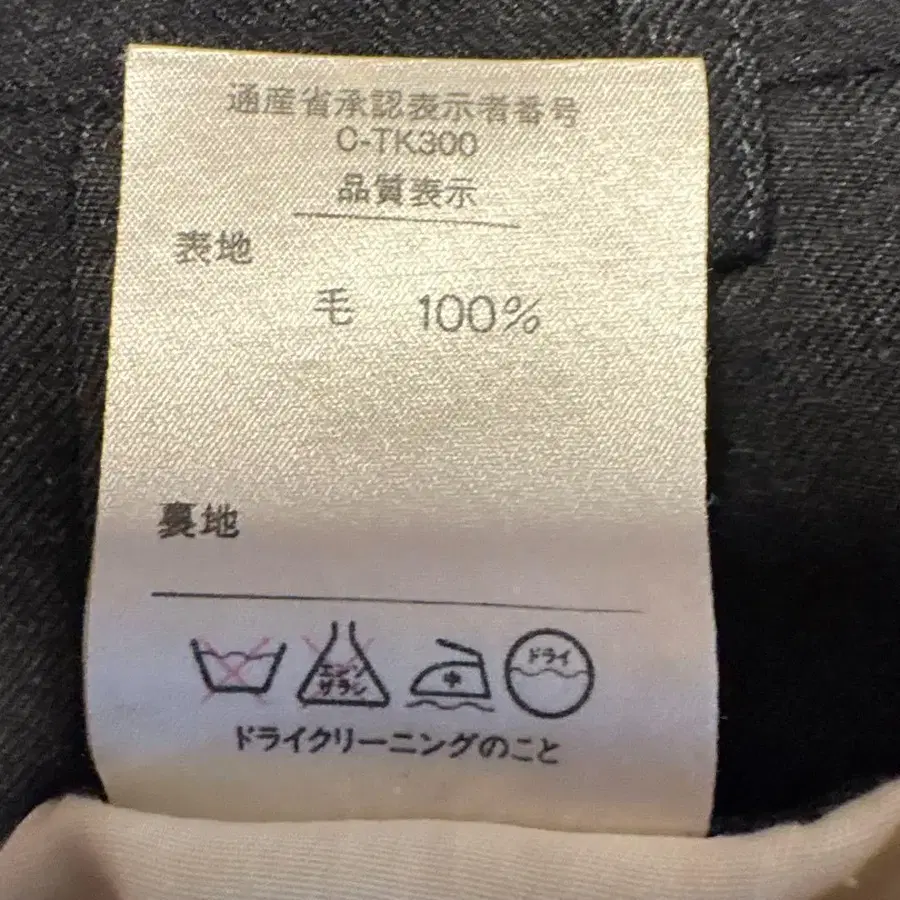 通産省承認表示者番号
C-TK300
品質表示
表地
毛 100%
裏地
エンソ
サラシ
中
ドライ
ドライクリーニングのこと